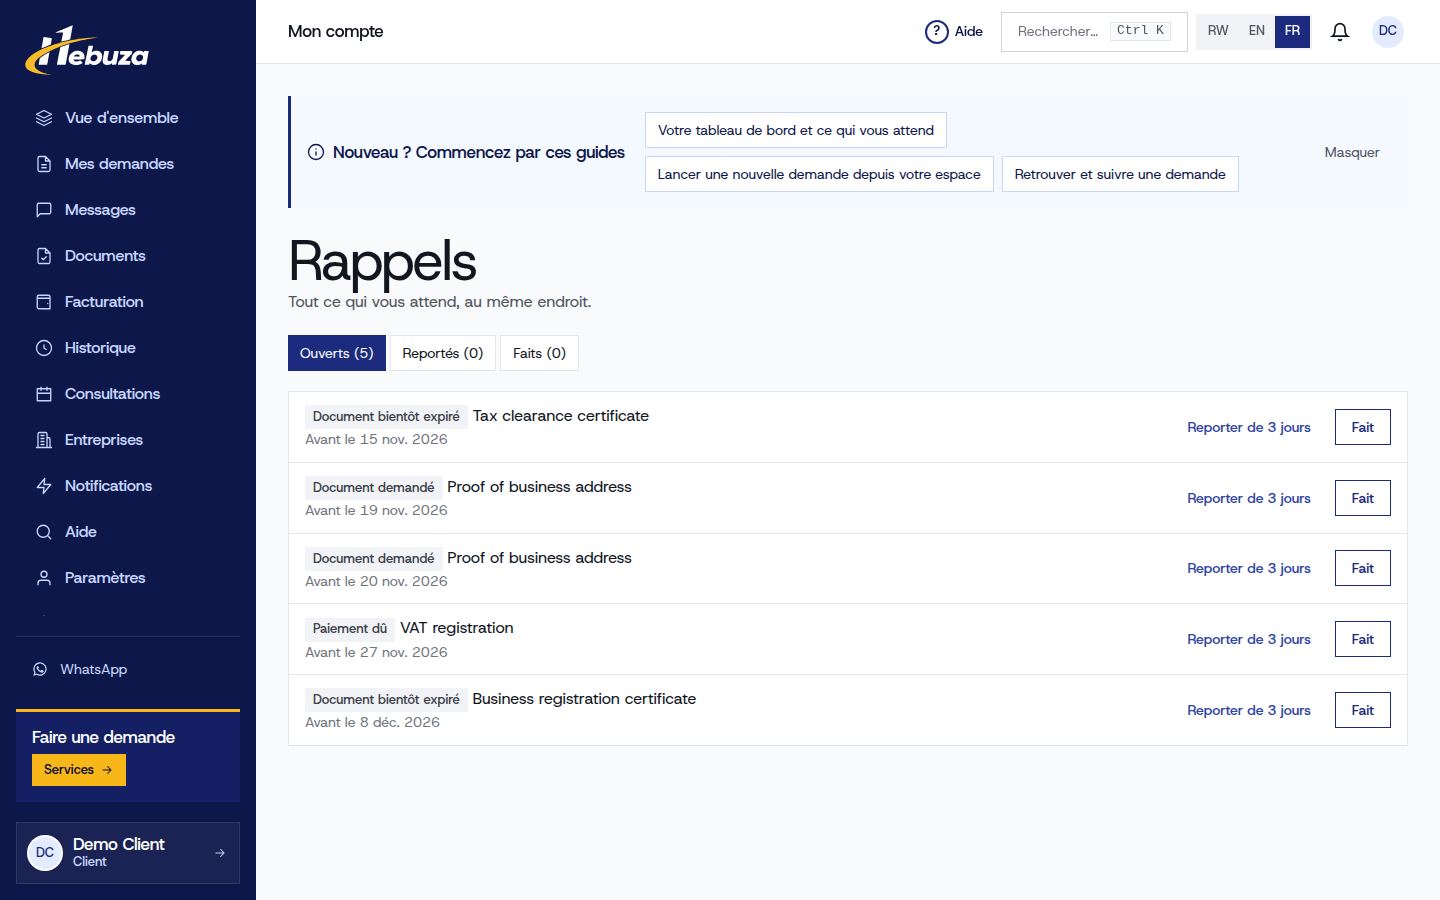 Hebuza
Vue d'ensemble
Mes demandes
Messages
Documents
Facturation
Historique
Consultations
Entreprises
Notifications
Aide
Paramètres
WhatsApp
Faire une demande
Services →
DC
Demo Client
Client
Mon compte
? Aide
Rechercher... Ctrl K
RW EN FR
DC
Nouveau ? Commencez par ces guides
Votre tableau de bord et ce qui vous attend
Lancer une nouvelle demande depuis votre espace
Retrouver et suivre une demande
Masquer
Rappels
Tout ce qui vous attend, au même endroit.
Ouverts (5) Reportés (0) Faits (0)
Document bientôt expiré Tax clearance certificate
Avant le 15 nov. 2026
Reporter de 3 jours Fait
Document demandé Proof of business address
Avant le 19 nov. 2026
Reporter de 3 jours Fait
Document demandé Proof of business address
Avant le 20 nov. 2026
Reporter de 3 jours Fait
Paiement dû VAT registration
Avant le 27 nov. 2026
Reporter de 3 jours Fait
Document bientôt expiré Business registration certificate
Avant le 8 déc. 2026
Reporter de 3 jours Fait